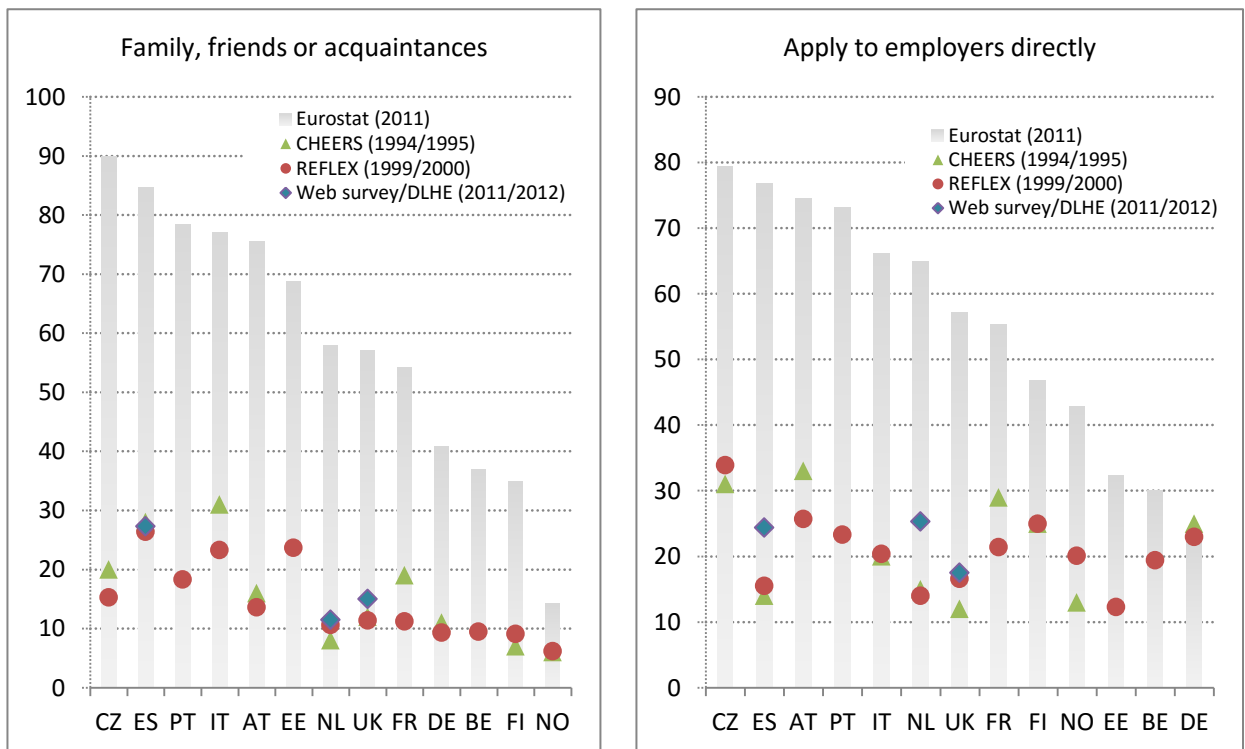 Family, friends or acquaintances
100
90
80
70
60
50
40
30
20
10
0
Eurostat (2011)
CHEERS (1994/1995)
REFLEX (1999/2000)
Web survey/DLHE (2011/2012)
CZ ES PT IT AT EE NL UK FR DE BE FI NO
Apply to employers directly
90
80
70
60
50
40
30
20
10
0
Eurostat (2011)
CHEERS (1994/1995)
REFLEX (1999/2000)
Web survey/DLHE (2011/2012)
CZ ES AT PT IT NL UK FR FI NO EE BE DE